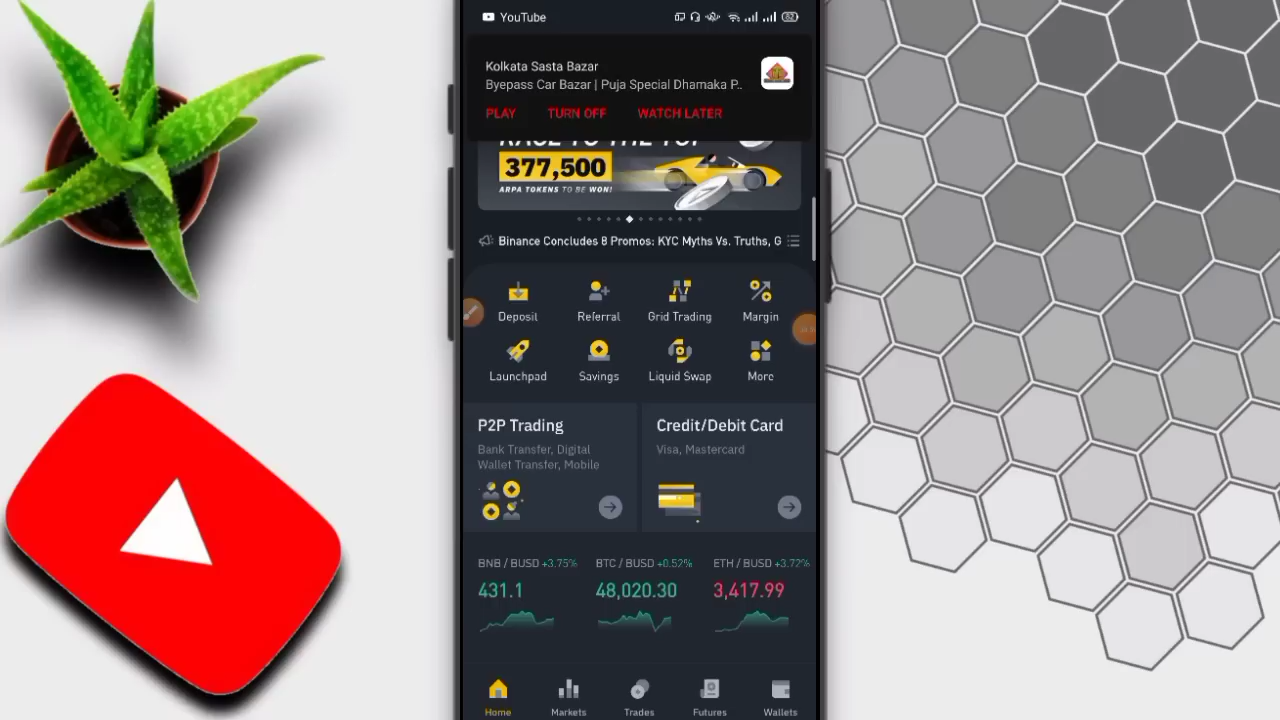 YouTube
Kolkata Sasta Bazar
Byepass Car Bazar | Puja Special Dhamaka P..
PLAY TURN OFF WATCH LATER
RACE TO THE TOP
377,500
ARPA TOKENS TO BE WON!
Binance Concludes 8 Promos: KYC Myths Vs. Truths, G
Deposit Referral Grid Trading Margin
Launchpad Savings Liquid Swap More
P2P Trading
Bank Transfer, Digital
Wallet Transfer, Mobile
Credit/Debit Card
Visa, Mastercard
BNB / BUSD +3.75% BTC / BUSD +0.52% ETH / BUSD +3.72%
431.1 48,020.30 3,417.99
Home Markets Trades Futures Wallets